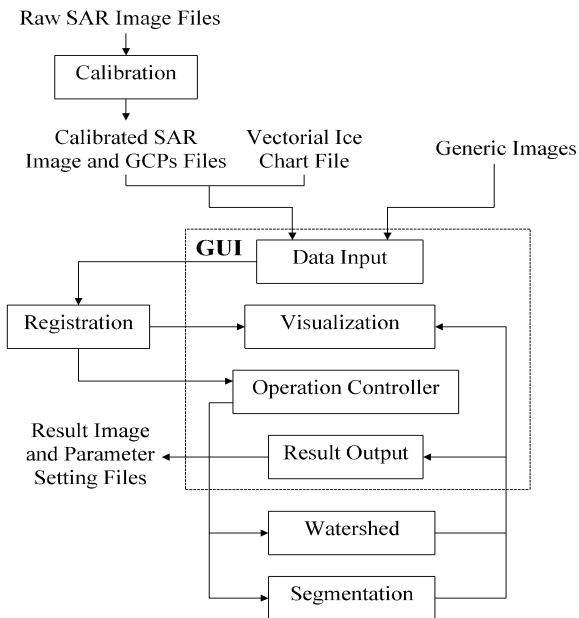 Raw SAR Image Files
Calibration
Calibrated SAR
Image and GCPs Files
Vectorial Ice
Chart File
Generic Images
GUI
Data Input
Registration
Visualization
Operation Controller
Result Image
and Parameter
Setting Files
Result Output
Watershed
Segmentation